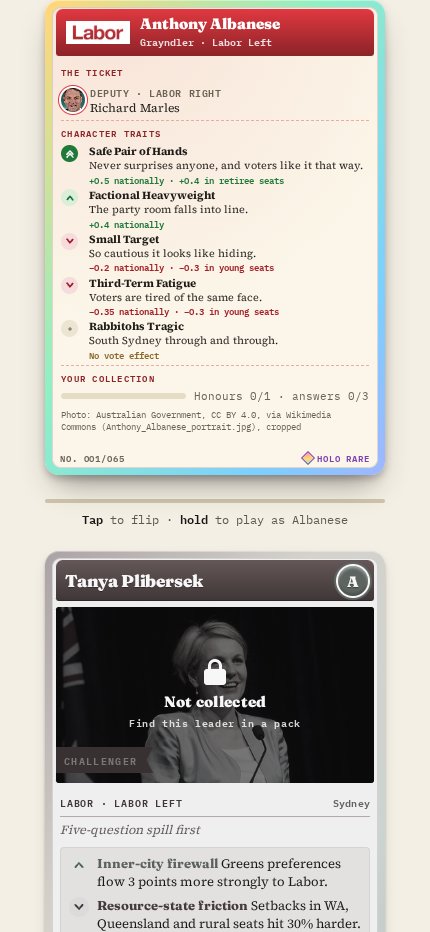 Labor
Anthony Albanese
Grayndler · Labor Left
THE TICKET
DEPUTY · LABOR RIGHT
Richard Marles
CHARACTER TRAITS
Safe Pair of Hands
Never surprises anyone, and voters like it that way.
+0.5 nationally · +0.4 in retiree seats
Factional Heavyweight
The party room falls into line.
+0.4 nationally
Small Target
So cautious it looks like hiding.
−0.2 nationally · −0.3 in young seats
Third-Term Fatigue
Voters are tired of the same face.
−0.35 nationally · −0.3 in young seats
Rabbitohs Tragic
South Sydney through and through.
No vote effect
YOUR COLLECTION
Honours 0/1 · answers 0/3
Photo: Australian Government, CC BY 4.0, via Wikimedia
Commons (Anthony_Albanese_portrait.jpg), cropped
NO. 001/065
HOLO RARE
Tap to flip · hold to play as Albanese
Tanya Plibersek
A
Not collected
Find this leader in a pack
CHALLENGER
LABOR · LABOR LEFT
Sydney
Five-question spill first
Inner-city firewall Greens preferences
flow 3 points more strongly to Labor.
Resource-state friction Setbacks in WA,
Queensland and rural seats hit 30% harder.